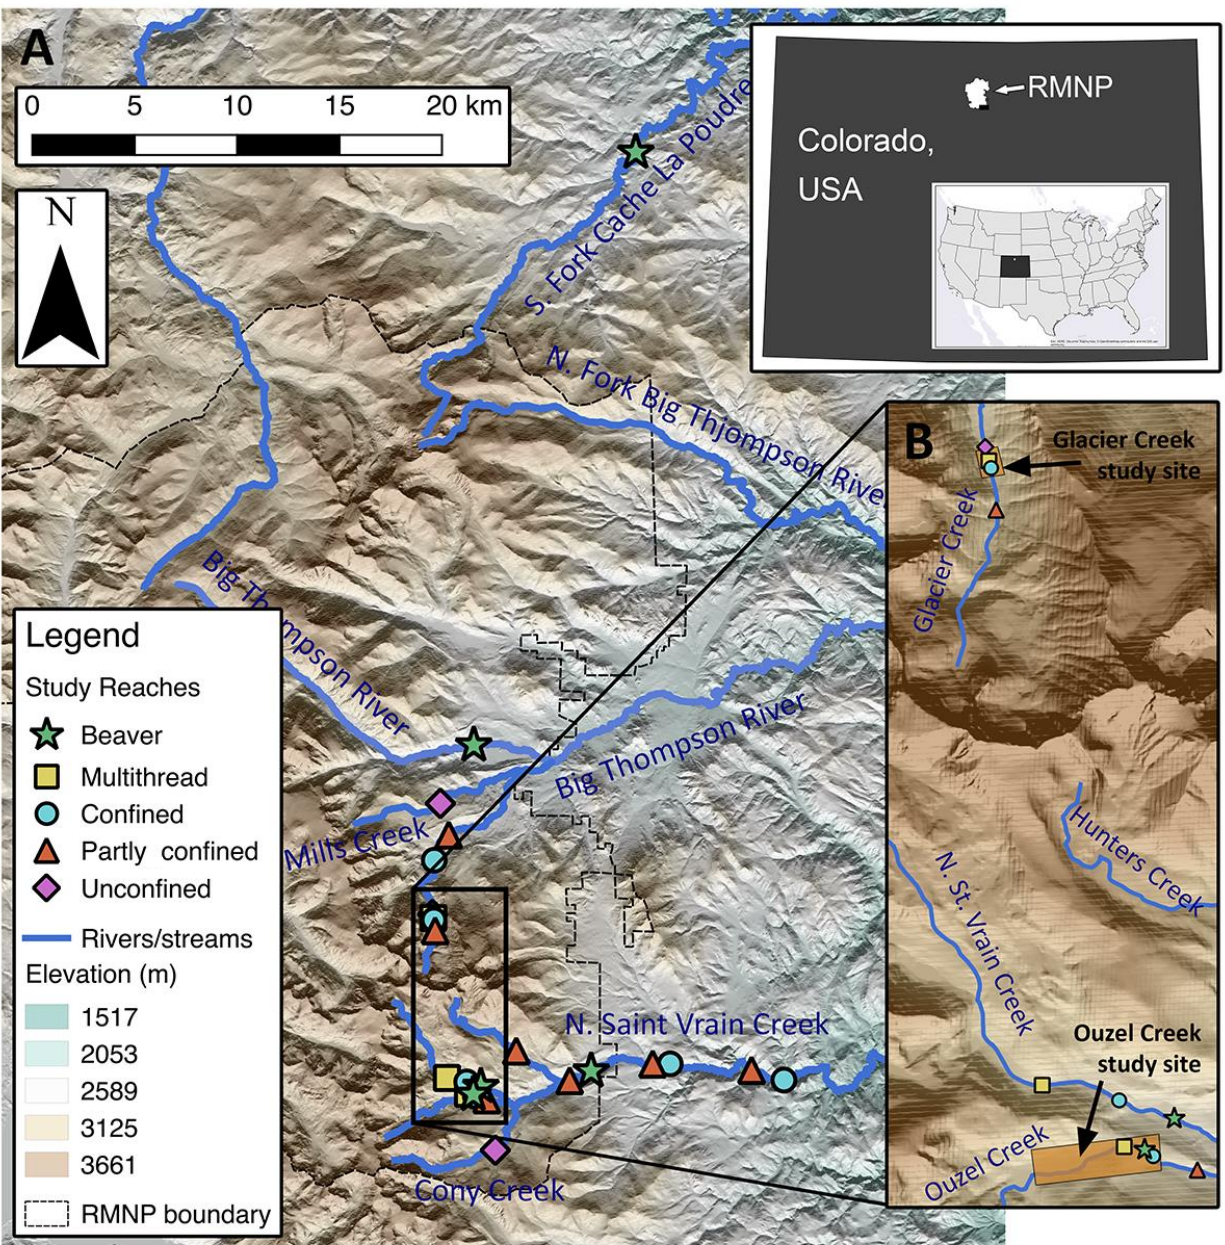 A
0 5 10 15 20 km
N
S. Fork Cache La Poudre
N. Fork Big Thjompson River
Big Thompson River
Big Thompson River
Mills Creek
N. Saint Vrain Creek
Cony Creek
RMNP
Colorado,
USA
B
Glacier Creek
study site
Glacier Creek
Hunters Creek
N. St. Vrain Creek
Ouzel Creek
study site
Ouzel Creek
Legend
Study Reaches
Beaver
Multithread
Confined
Partly confined
Unconfined
Rivers/streams
Elevation (m)
1517
2053
2589
3125
3661
RMNP boundary